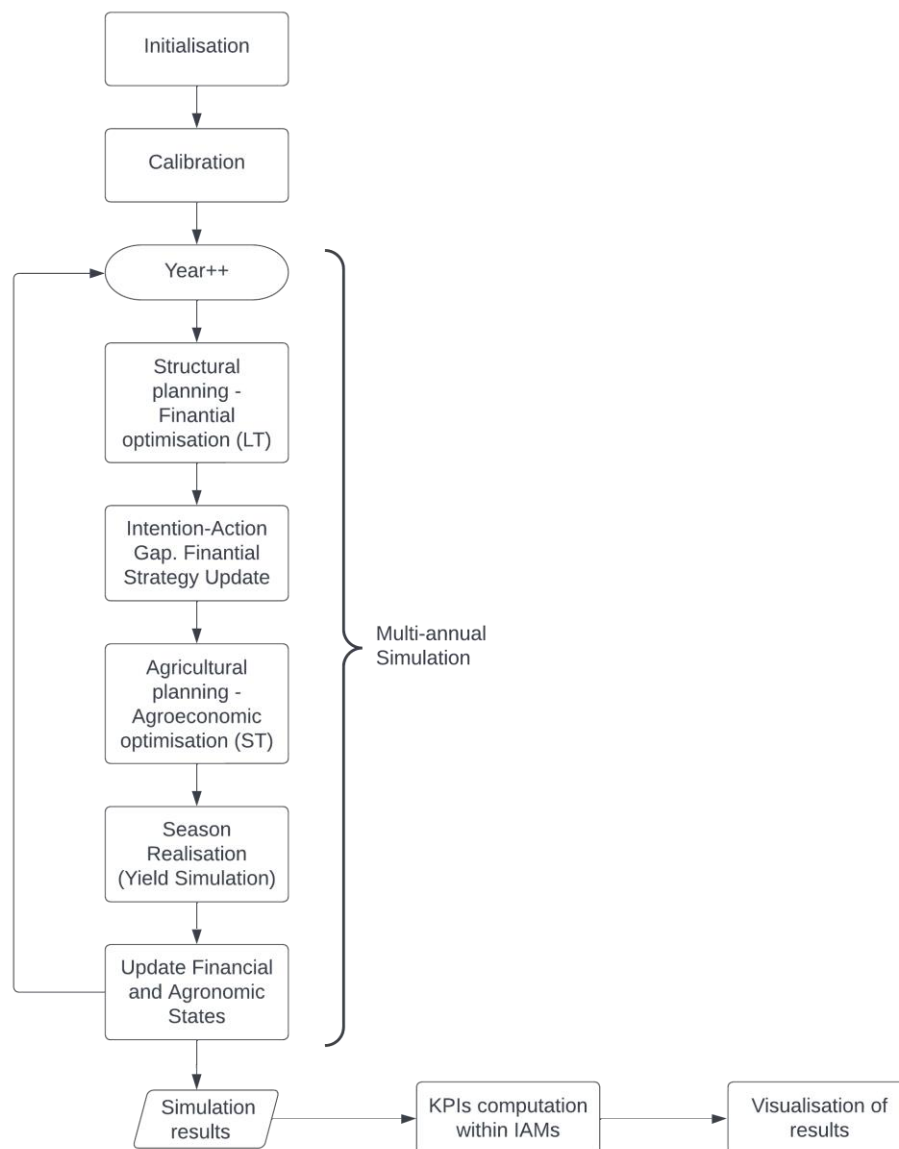 Initialisation
Calibration
Year++
Structural
planning -
Finantial
optimisation (LT)
Intention-Action
Gap. Finantial
Strategy Update
Multi-annual
Simulation
Agricultural
planning -
Agroeconomic
optimisation (ST)
Season
Realisation
(Yield Simulation)
Update Financial
and Agronomic
States
Simulation
results
KPIs computation
within IAMs
Visualisation of
results